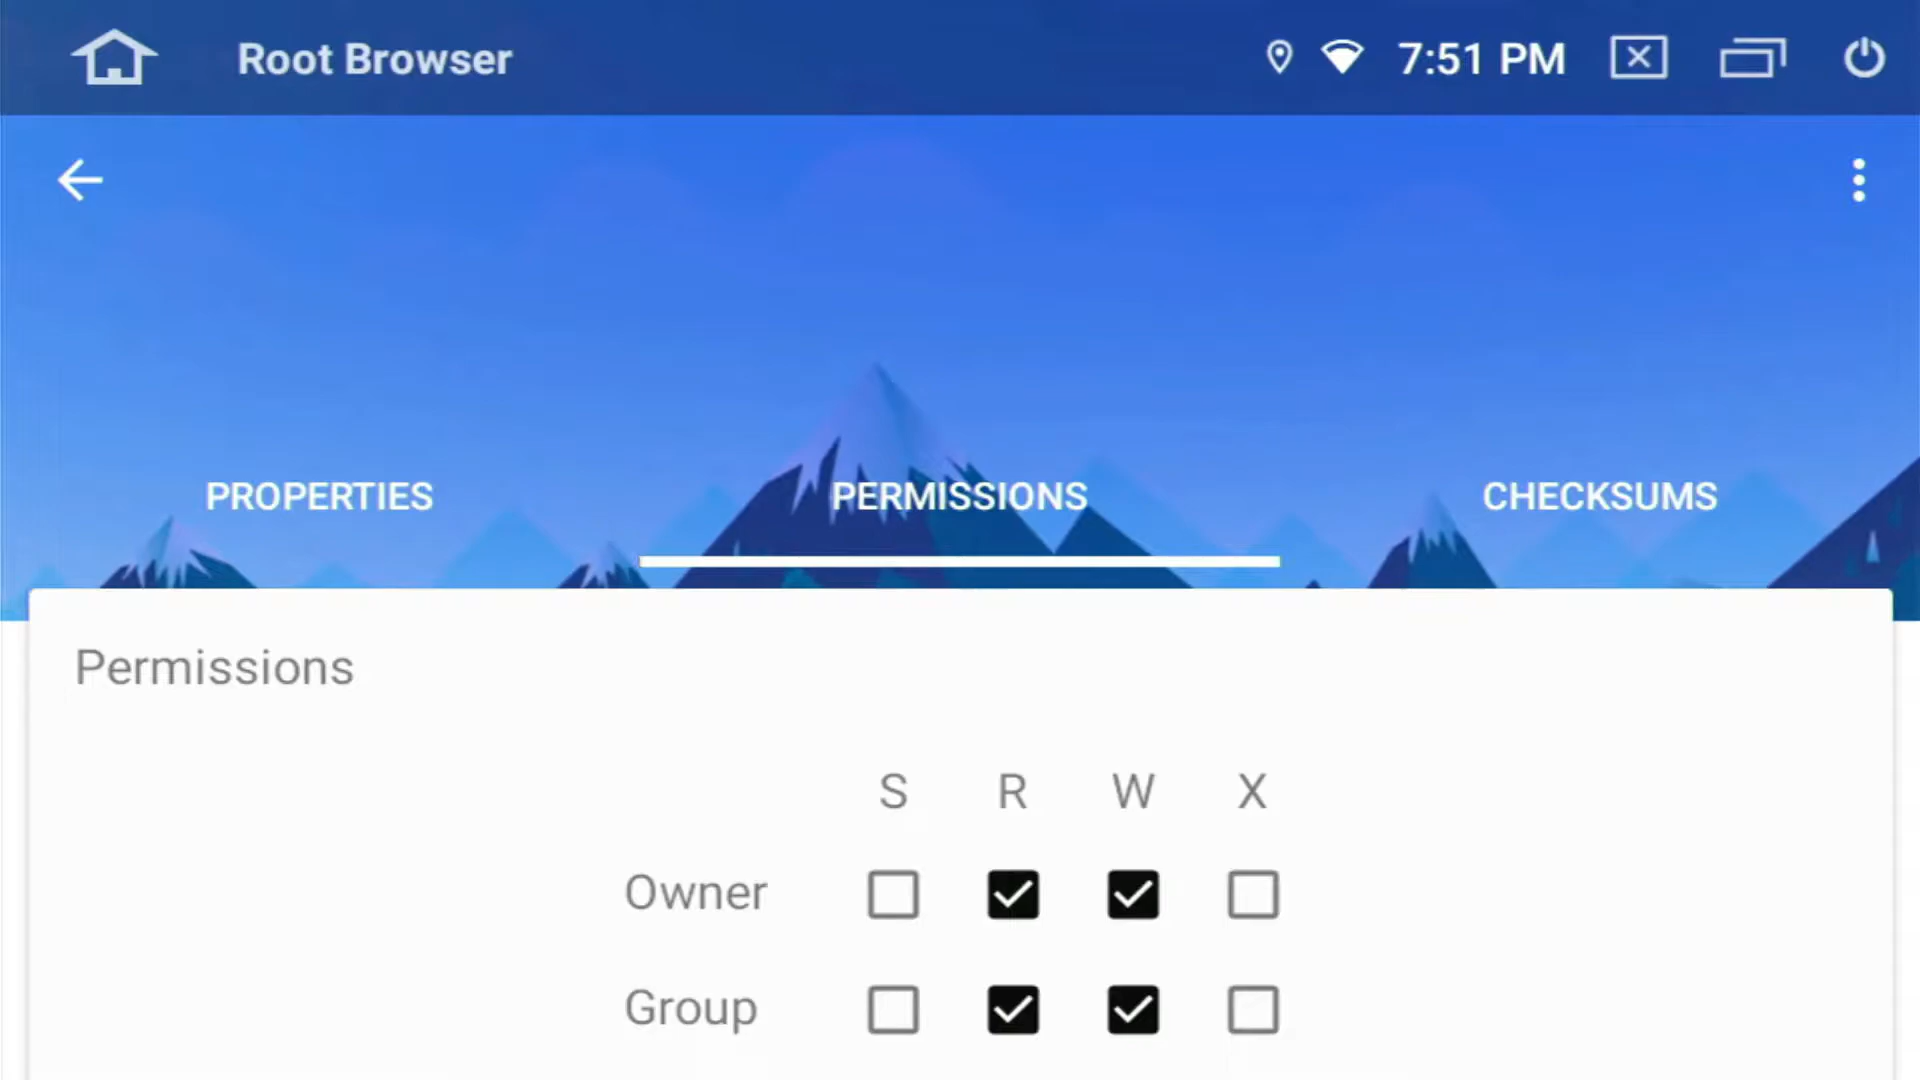 Root Browser 7:51 PM
PROPERTIES PERMISSIONS CHECKSUMS
Permissions
S R W X
Owner
Group